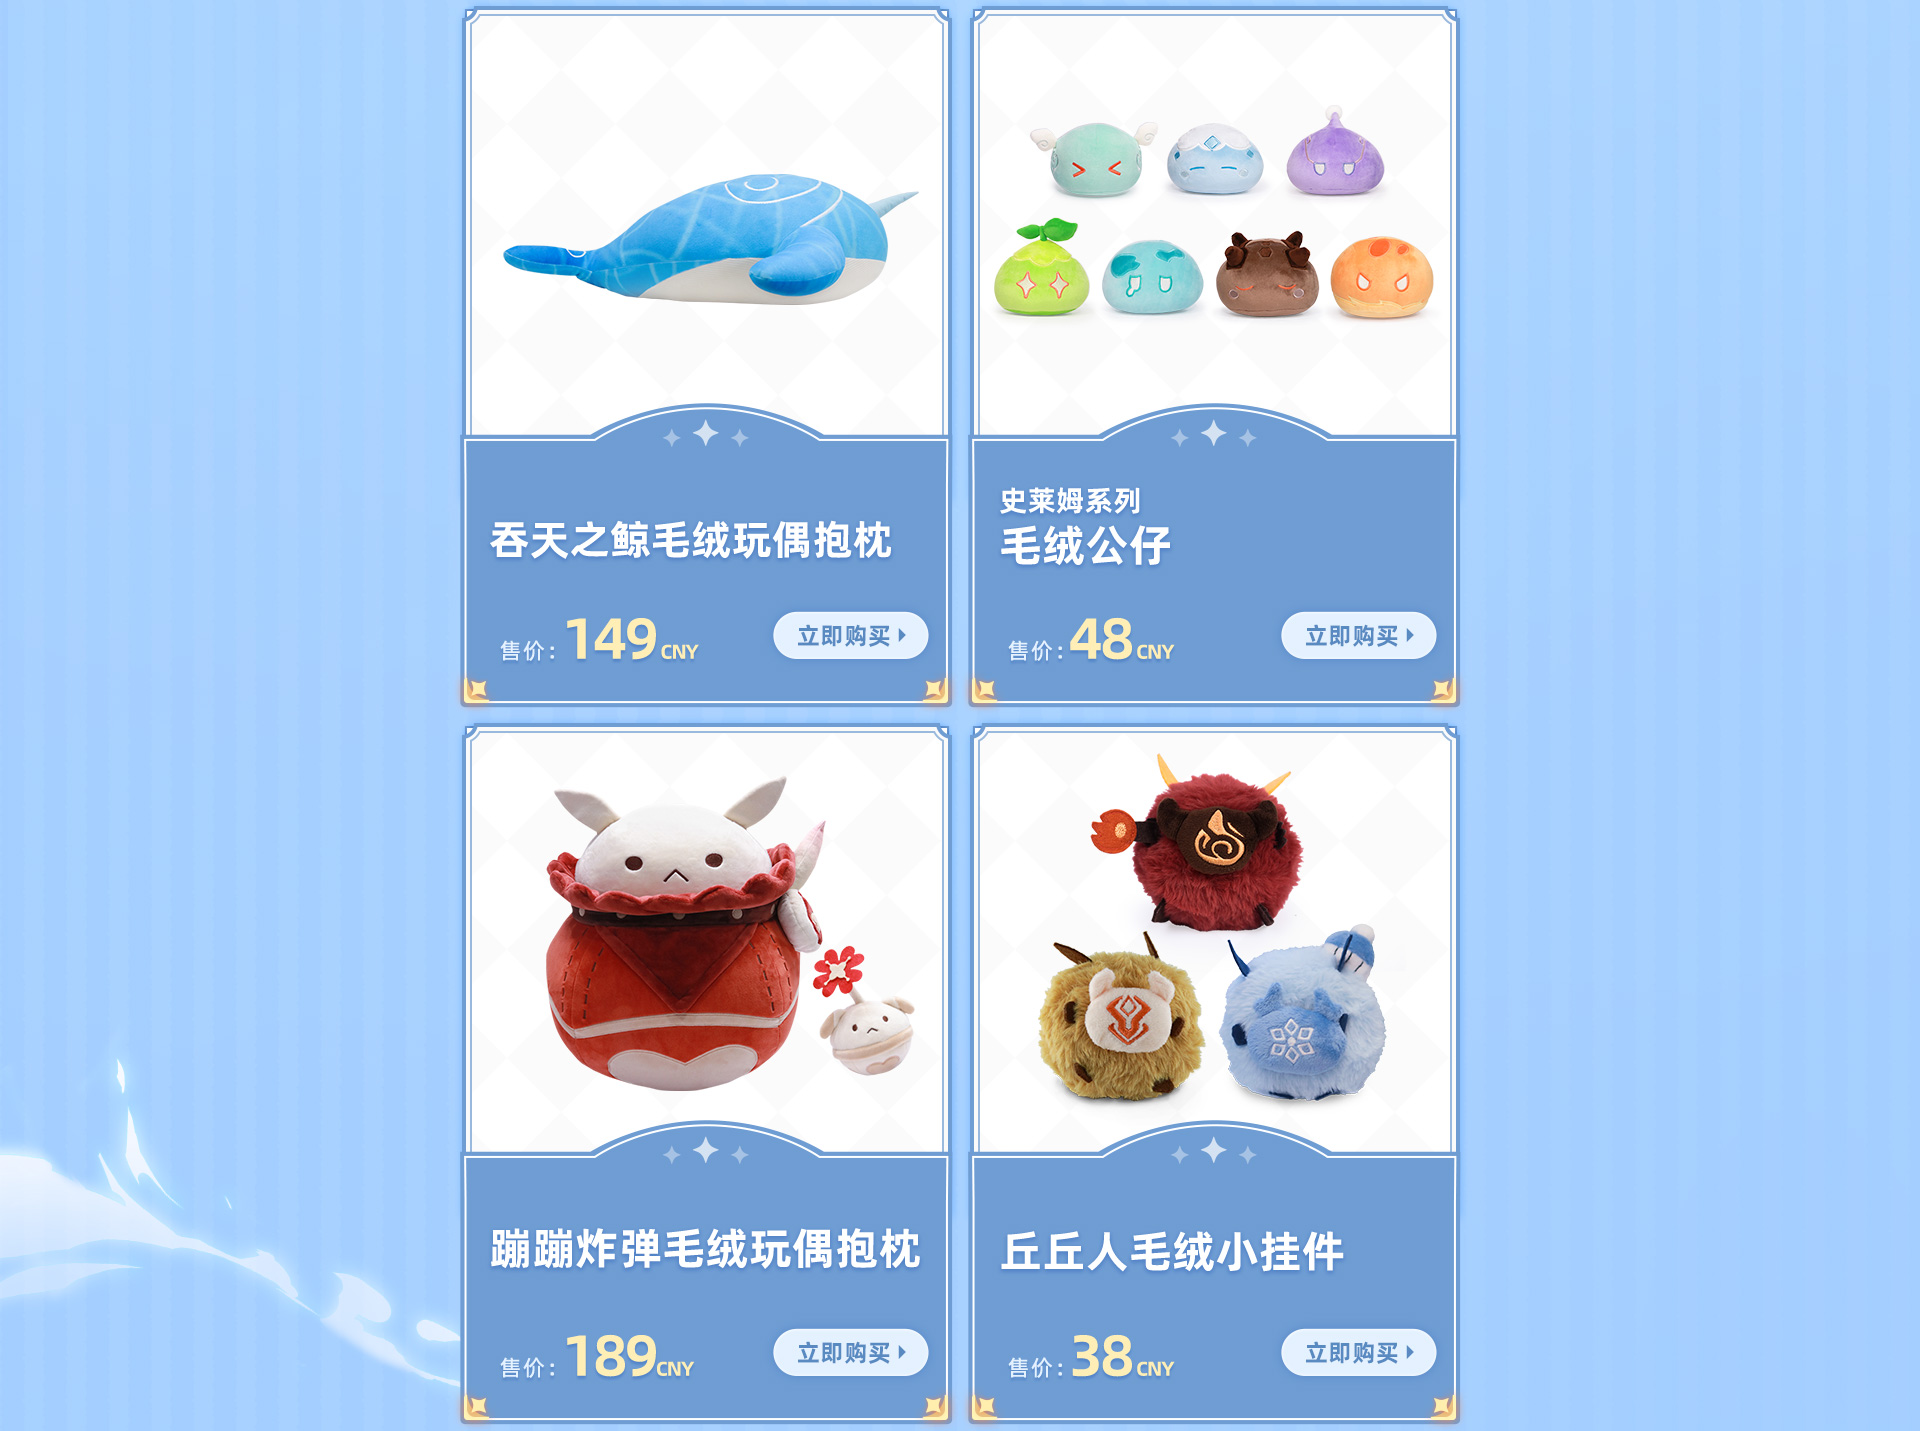 吞天之鲸毛绒玩偶抱枕
售价：149CNY
立即购买
史莱姆系列
毛绒公仔
售价：48CNY
立即购买
蹦蹦炸弹毛绒玩偶抱枕
售价：189CNY
立即购买
丘丘人毛绒小挂件
售价：38CNY
立即购买